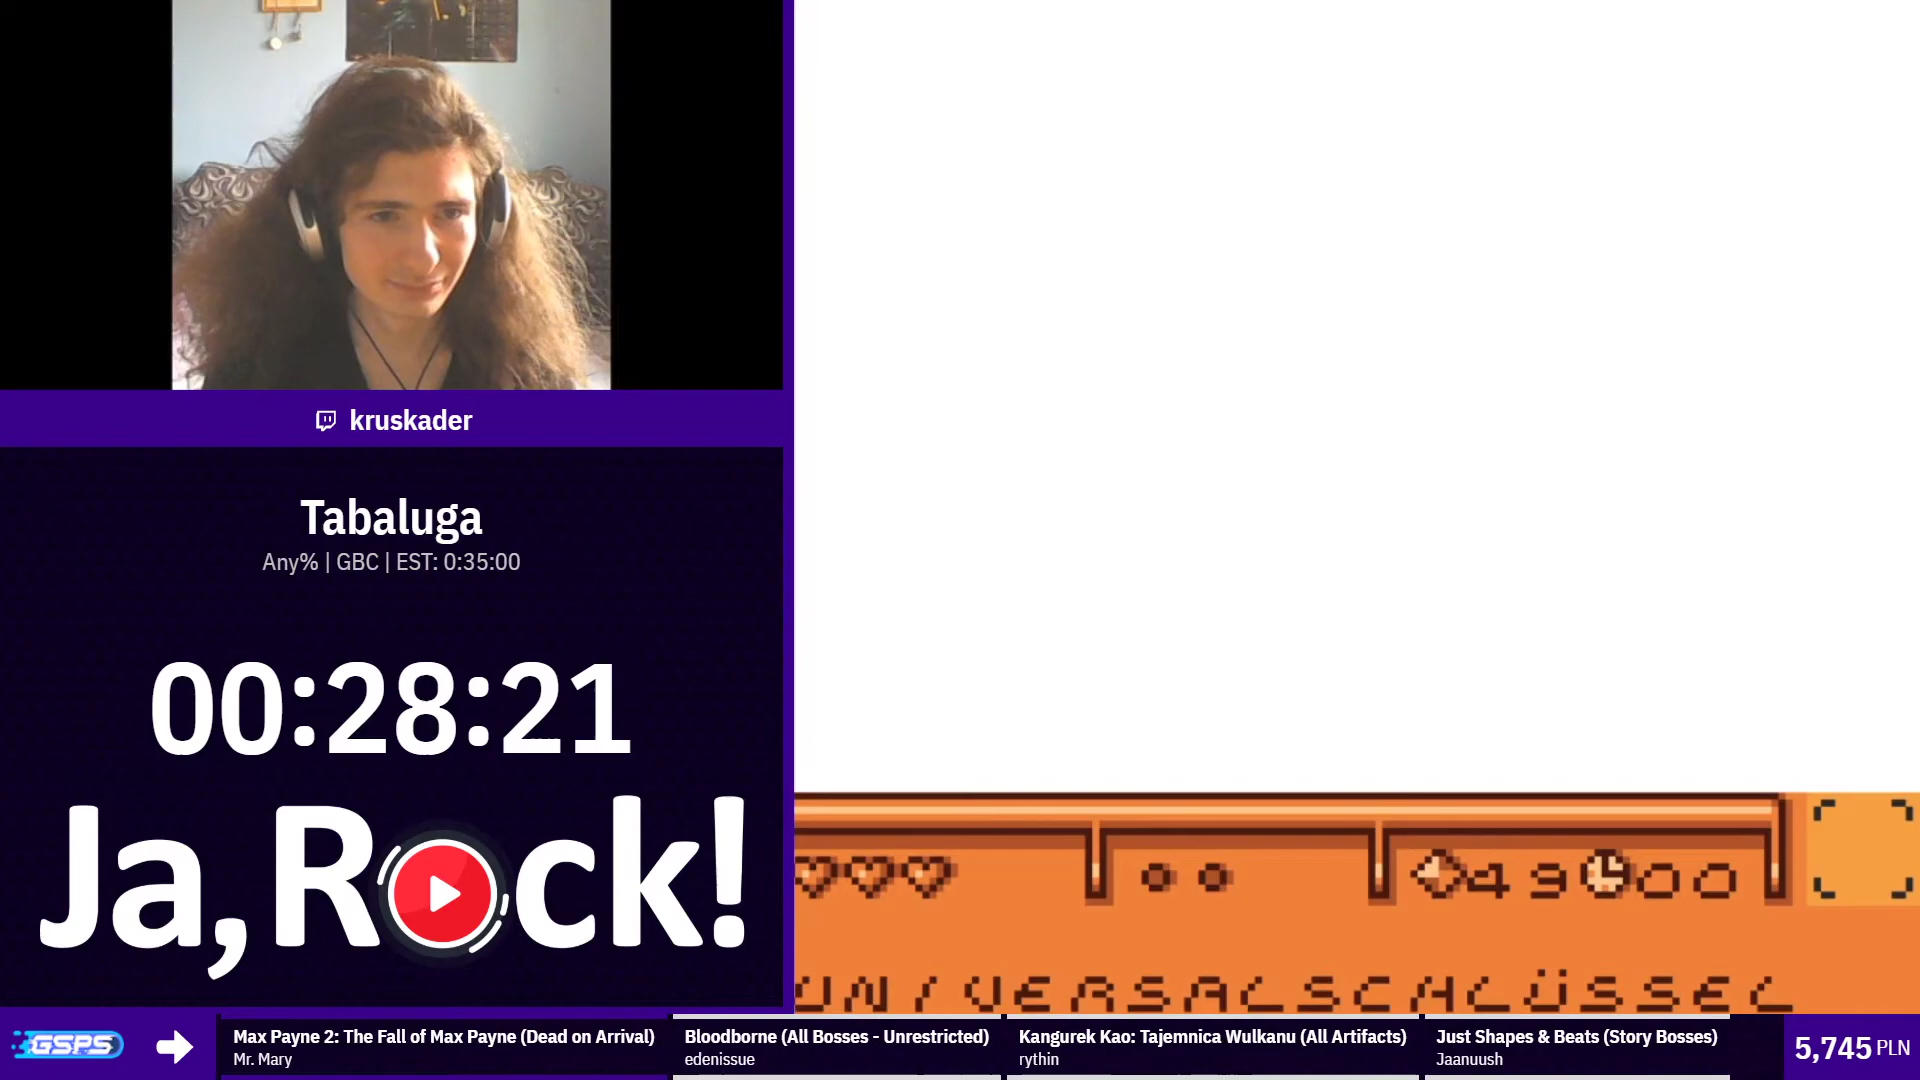 kruskader
Tabaluga
Any% | GBC | EST: 0:35:00
00:28:21
Ja, Rock!
49 00
UNIVERSALSCHLÜSSEL
GSPS
Max Payne 2: The Fall of Max Payne (Dead on Arrival)
Mr. Mary
Bloodborne (All Bosses - Unrestricted)
edenissue
Kangurek Kao: Tajemnica Wulkanu (All Artifacts)
rythin
Just Shapes & Beats (Story Bosses)
Jaanuush
5,745 PLN